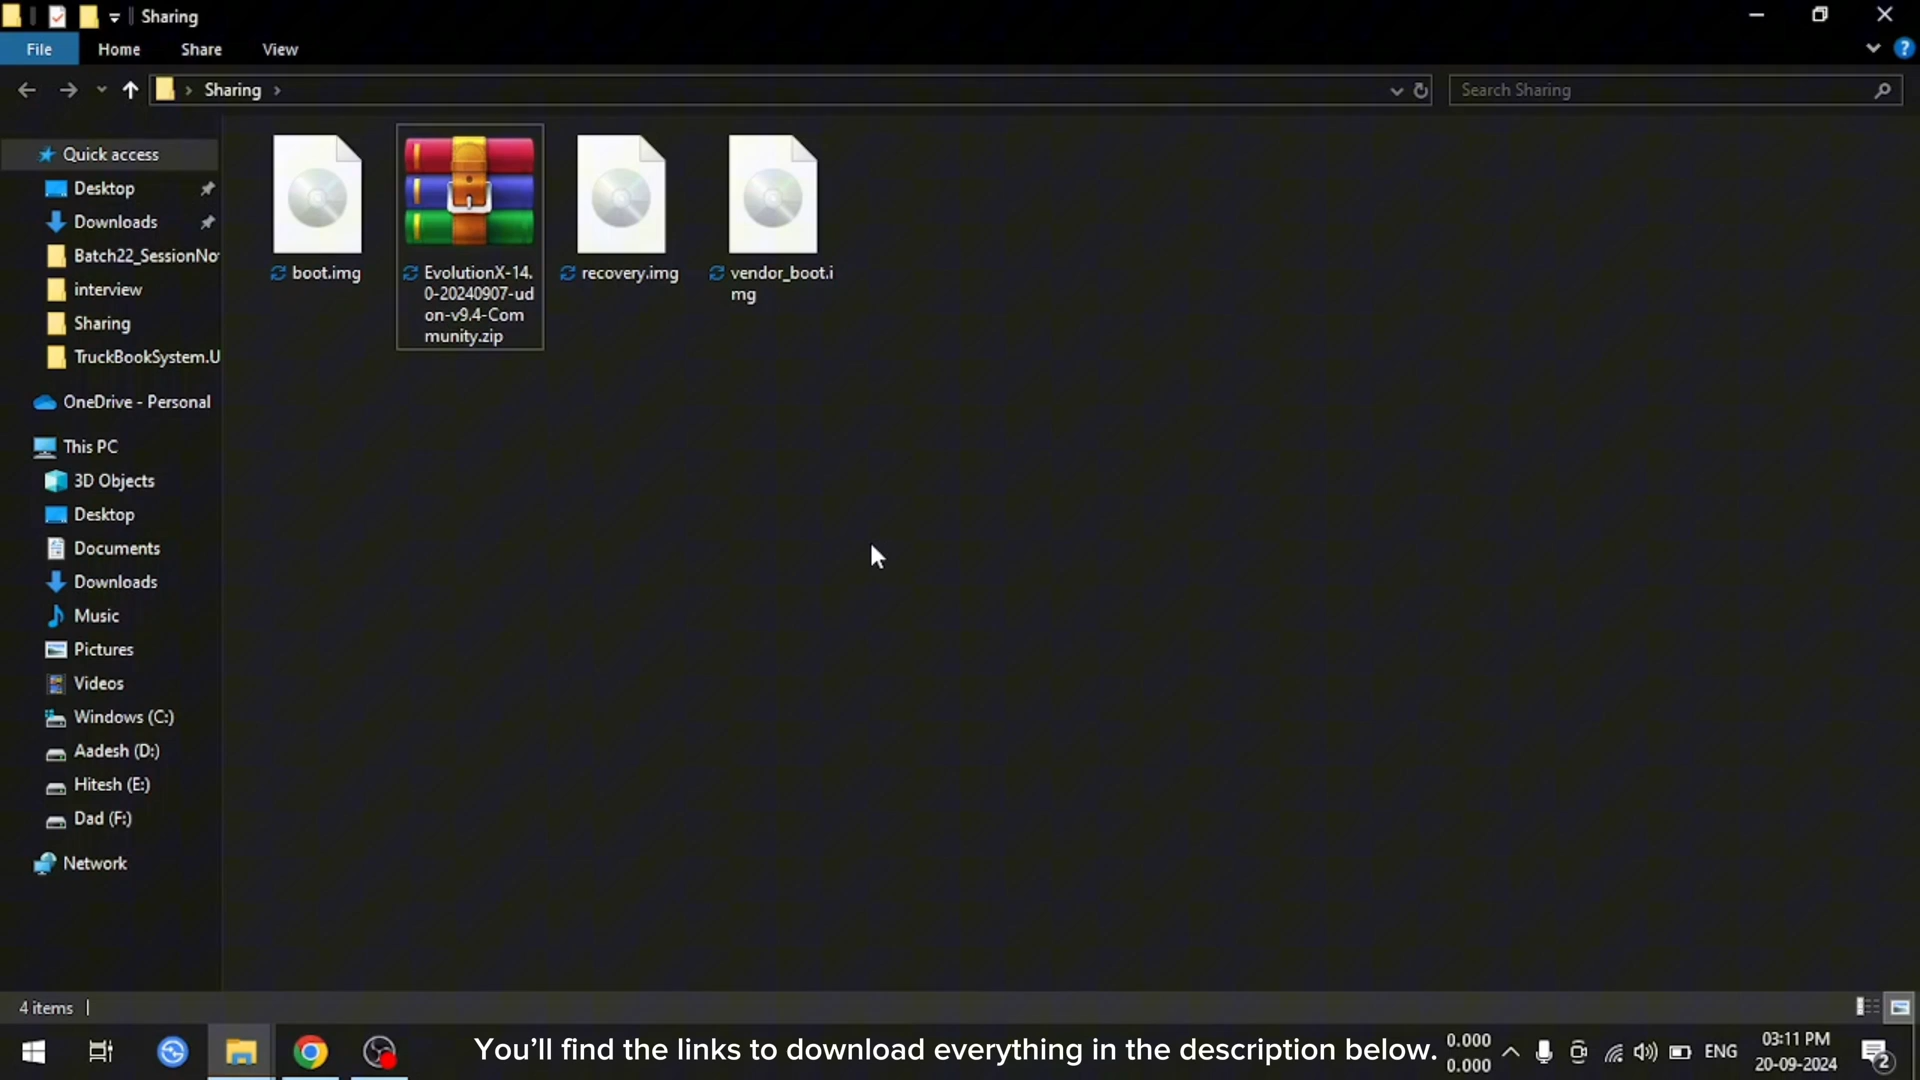 Sharing
File
Home
Share
View
Sharing
Search Sharing
Quick access
Desktop
Downloads
Batch22_SessionNo
interview
Sharing
TruckBookSystem.U
OneDrive - Personal
This PC
3D Objects
Desktop
Documents
Downloads
Music
Pictures
Videos
Windows (C:)
Aadesh (D:)
Hitesh (E:)
Dad (F:)
Network
boot.img
EvolutionX-14.
0-20240907-ud
on-v9.4-Com
munity.zip
recovery.img
vendor_boot.i
mg
4 items
You’ll find the links to download everything in the description below.
0.000
0.000
ENG
03:11 PM
20-09-2024
2